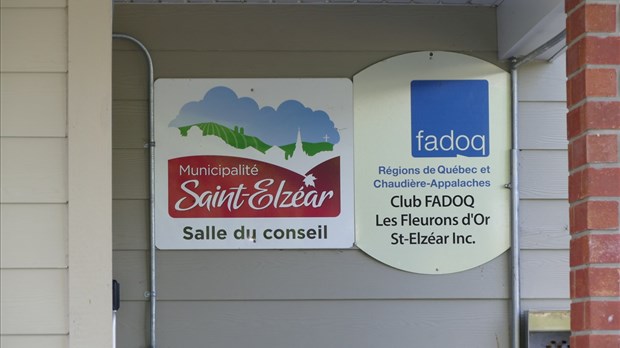 Municipalité
Saint-Elzéar
Salle du conseil
fadoq
Régions de Québec et
Chaudière-Appalaches
Club FADOQ
Les Fleurons d'Or
St-Elzéar Inc.